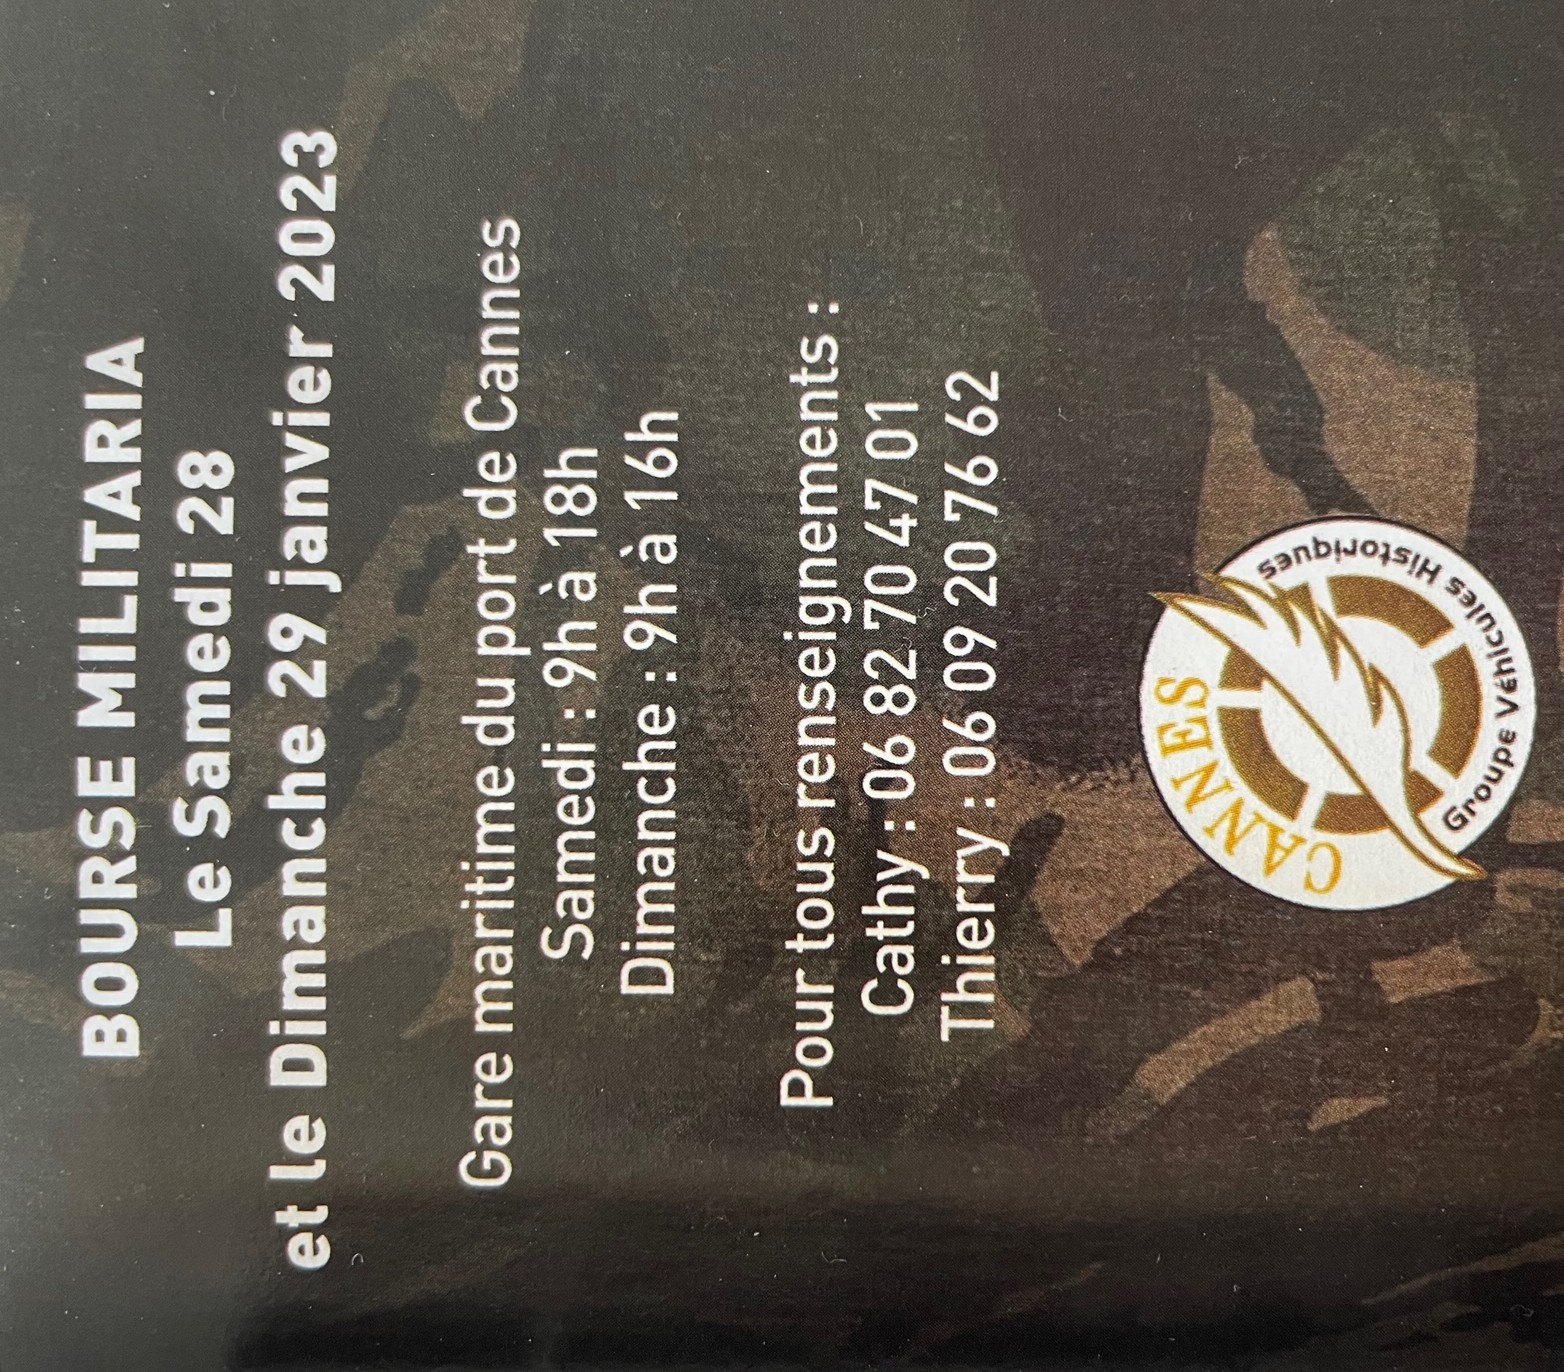 BOURSE MILITARIA
Le Samedi 28
et le Dimanche 29 janvier 2023
Gare maritime du port de Cannes
Samedi : 9h à 18h
Dimanche : 9h à 16h
Pour tous renseignements :
Cathy : 06 82 70 47 01
Thierry : 06 09 20 76 62
CANNES
Groupe Véhicules Historiques